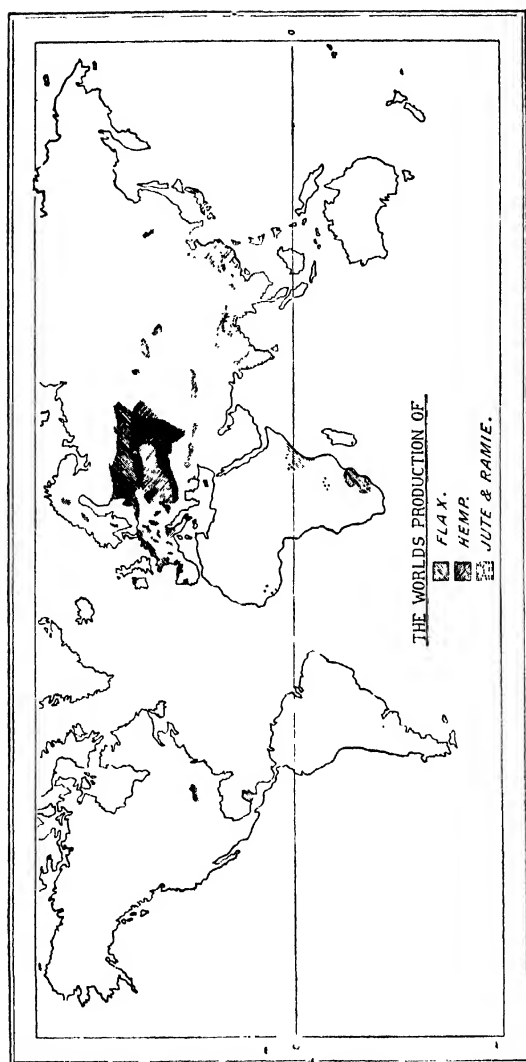 THE WORLDS PRODUCTION OF
FLAX.
HEMP.
JUTE & RAMIE.